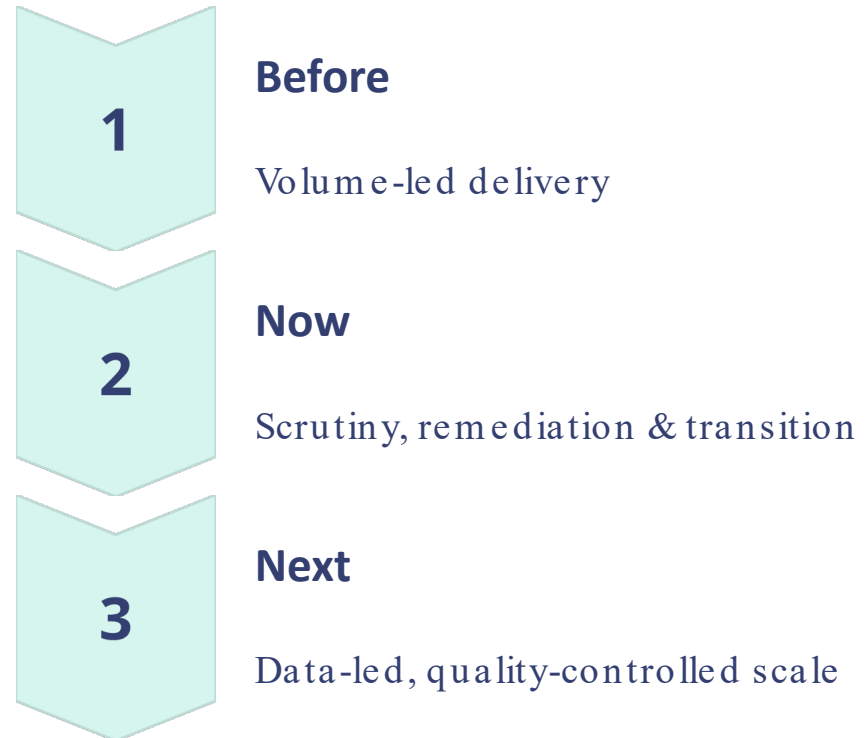 1
Before
Volume-led delivery
2
Now
Scrutiny, remediation & transition
3
Next
Data-led, quality-controlled scale